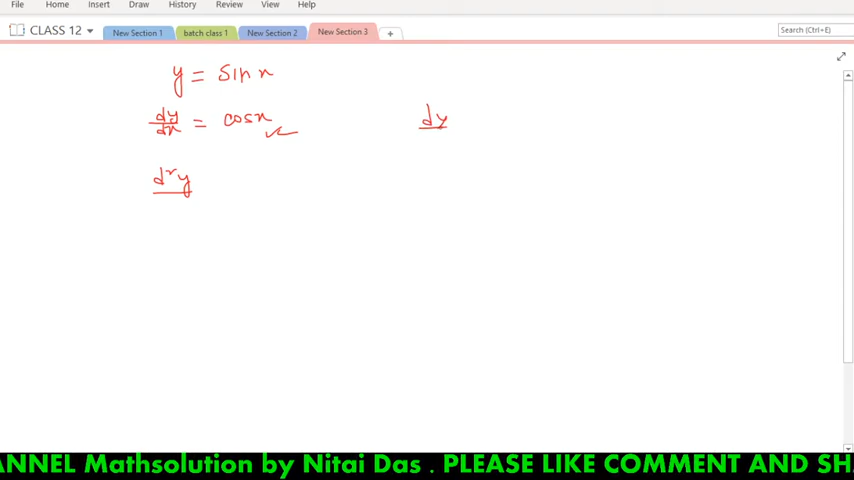 File Home Insert Draw History Review View Help
CLASS 12 New Section 1 batch class 1 New Section 2 New Section 3 + Search (Ctrl+E)
y = sin x
dy/dx = cosx
dy
d²y
ANNEL Mathsolution by Nitai Das . PLEASE LIKE COMMENT AND SH